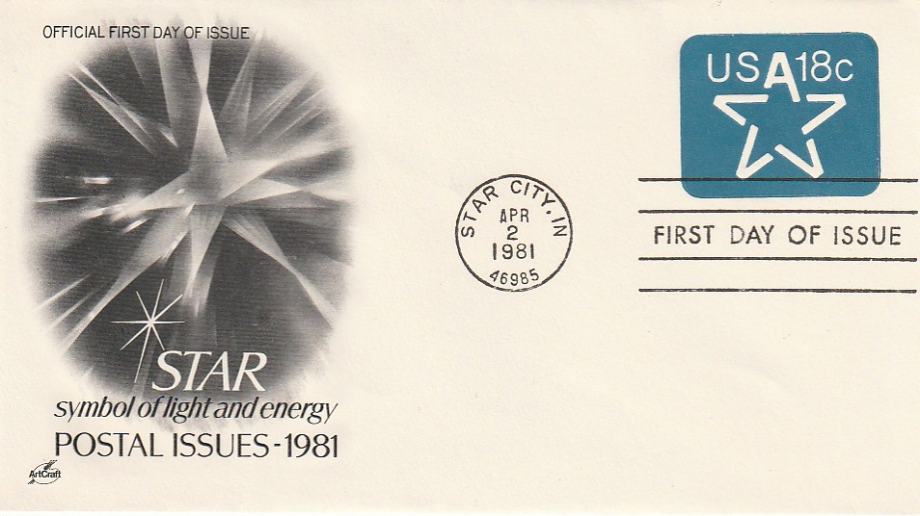 OFFICIAL FIRST DAY OF ISSUE
USA18c
STAR CITY, IN
APR
2
1981
46985
FIRST DAY OF ISSUE
STAR
symbol of light and energy
POSTAL ISSUES - 1981
ArtCraft